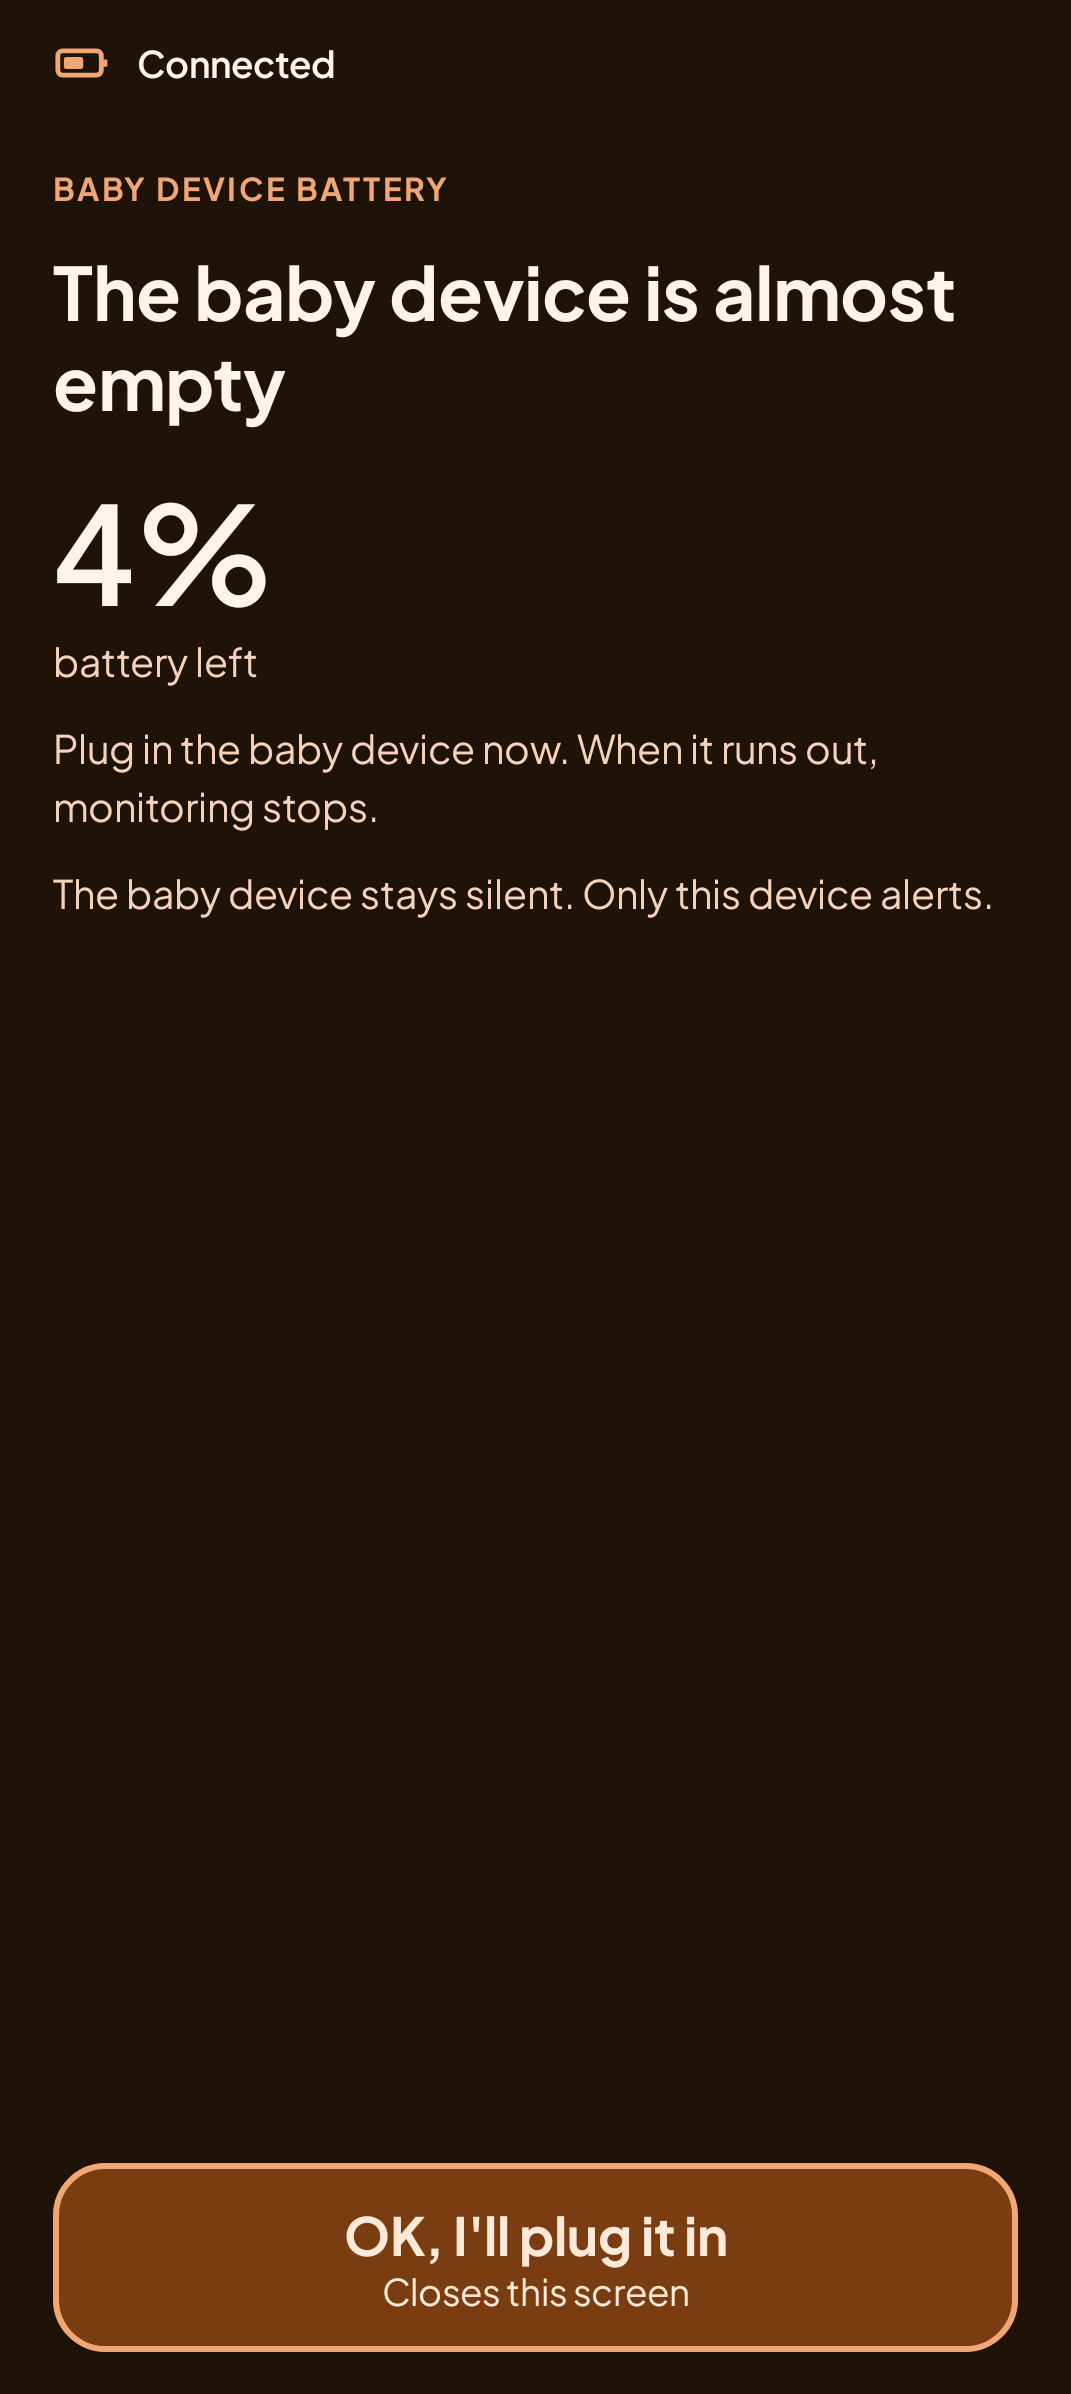 Connected
BABY DEVICE BATTERY
The baby device is almost
empty
4%
battery left
Plug in the baby device now. When it runs out,
monitoring stops.
The baby device stays silent. Only this device alerts.
OK, I'll plug it in
Closes this screen